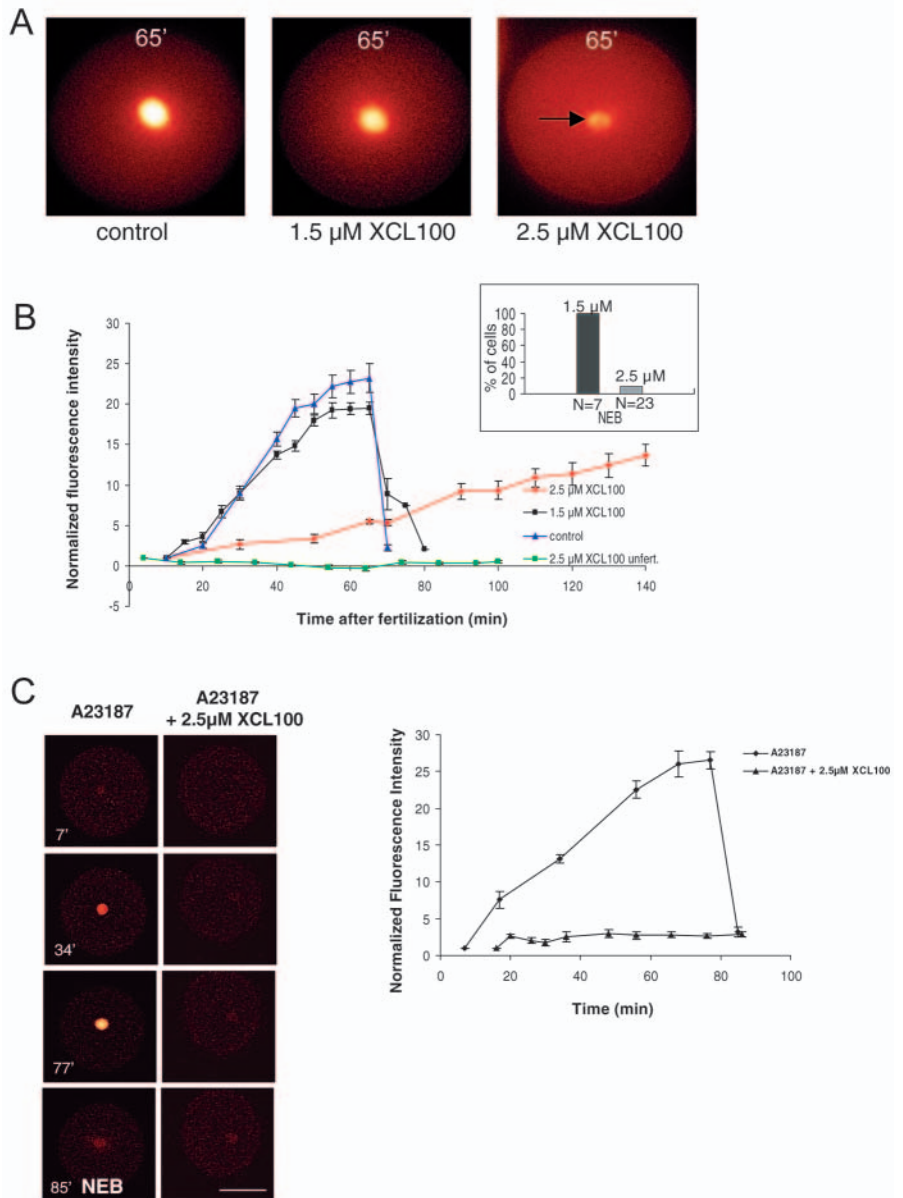 A
65'
65'
65'
control
1.5 µM XCL100
2.5 µM XCL100
B
Normalized fluorescence intensity
30
25
20
15
10
5
0
-5
0
20
40
60
80
100
120
140
Time after fertilization (min)
2.5 µM XCL100
1.5 µM XCL100
control
2.5 µM XCL100 unfert.
% of cells
100
80
60
40
20
0
1.5 µM
2.5 µM
N=7
N=23
NEB
C
A23187
A23187
+ 2.5µM XCL100
7'
34'
77'
85' NEB
Normalized Fluorescence Intensity
30
25
20
15
10
5
0
0
20
40
60
80
100
Time (min)
A23187
A23187 + 2.5µM XCL100